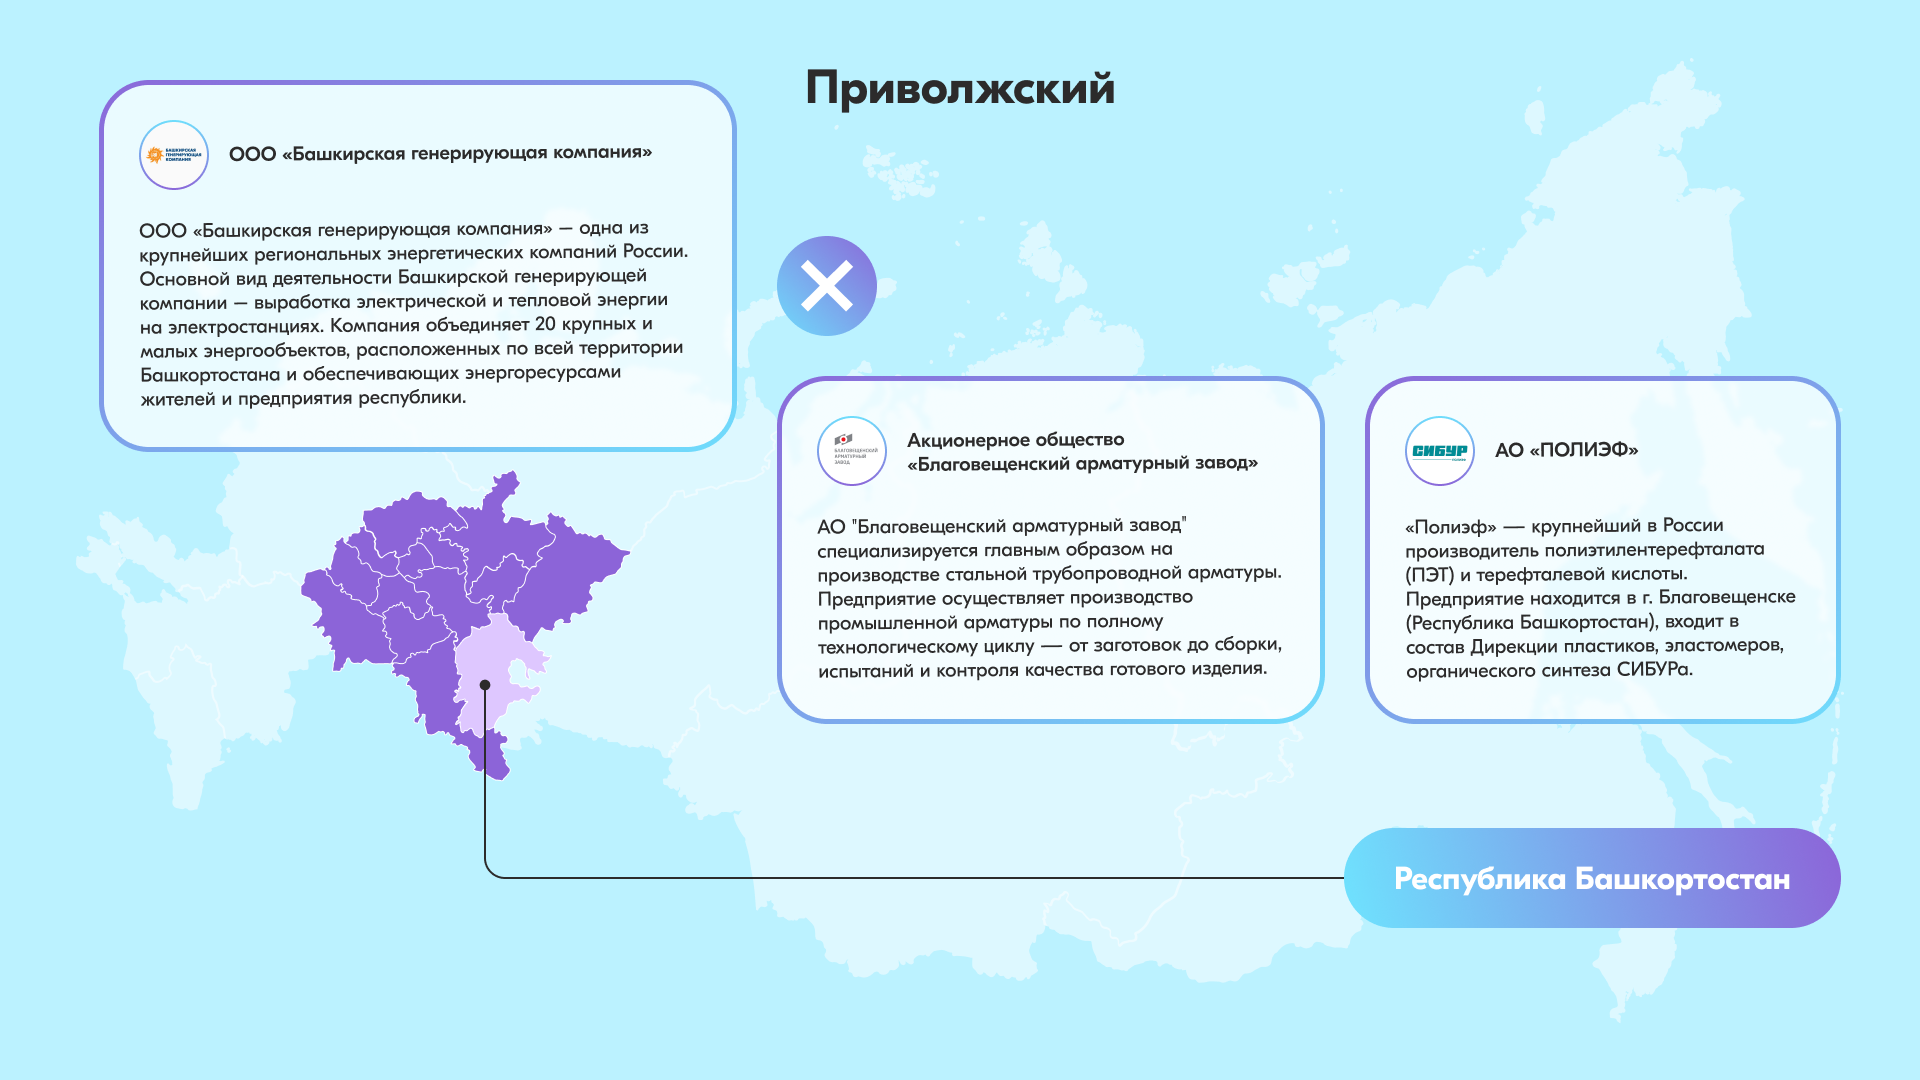 Приволжский
БАШКИРСКАЯ
ГЕНЕРИРУЮЩАЯ
КОМПАНИЯ
ООО «Башкирская генерирующая компания»
ООО «Башкирская генерирующая компания» – одна из
крупнейших региональных энергетических компаний России.
Основной вид деятельности Башкирской генерирующей
компании – выработка электрической и тепловой энергии
на электростанциях. Компания объединяет 20 крупных и
малых энергообъектов, расположенных по всей территории
Башкортостана и обеспечивающих энергоресурсами
жителей и предприятия республики.
БЛАГОВЕЩЕНСКИЙ
АРМАТУРНЫЙ
ЗАВОД
Акционерное общество
«Благовещенский арматурный завод»
АО "Благовещенский арматурный завод"
специализируется главным образом на
производстве стальной трубопроводной арматуры.
Предприятие осуществляет производство
промышленной арматуры по полному
технологическому циклу — от заготовок до сборки,
испытаний и контроля качества готового изделия.
СИБУР
АО «ПОЛИЭФ»
«Полиэф» — крупнейший в России
производитель полиэтилентерефталата
(ПЭТ) и терефталевой кислоты.
Предприятие находится в г. Благовещенске
(Республика Башкортостан), входит в
состав Дирекции пластиков, эластомеров,
органического синтеза СИБУРа.
Республика Башкортостан